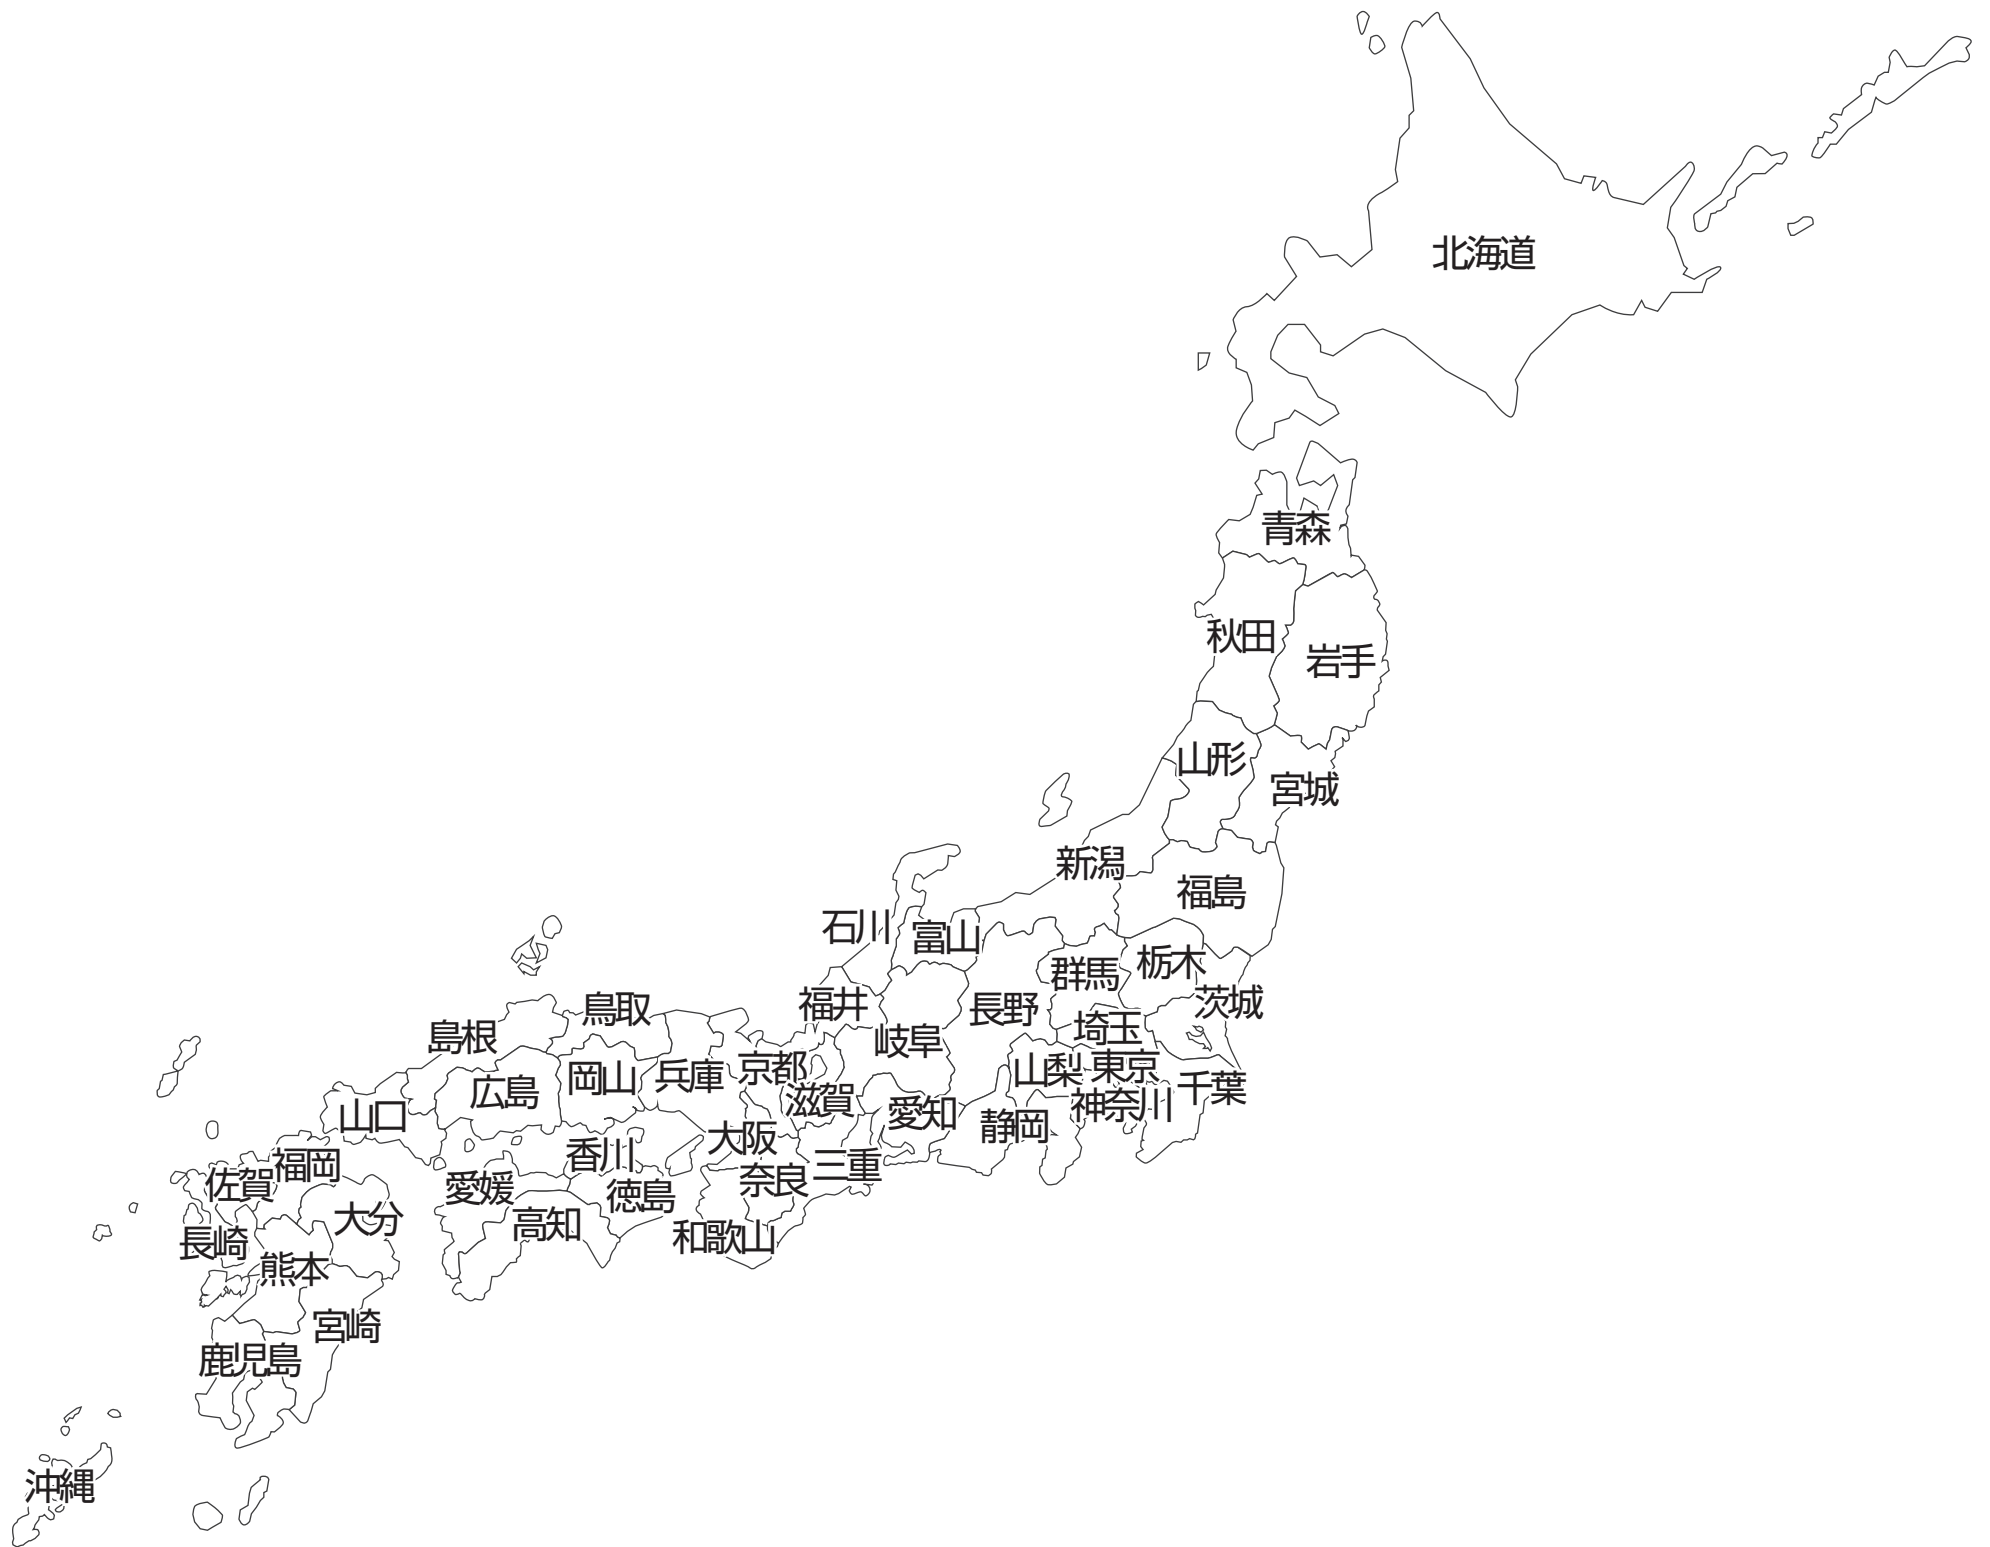 北海道
青森
秋田
岩手
山形
宮城
新潟
福島
石川
富山
栃木
群馬
茨城
福井
長野
鳥取
埼玉
島根
岐阜
東京
京都
山梨
兵庫
岡山
千葉
広島
滋賀
神奈川
愛知
山口
静岡
大阪
香川
三重
福岡
奈良
佐賀
愛媛
徳島
大分
高知
和歌山
長崎
熊本
宮崎
鹿児島
沖縄